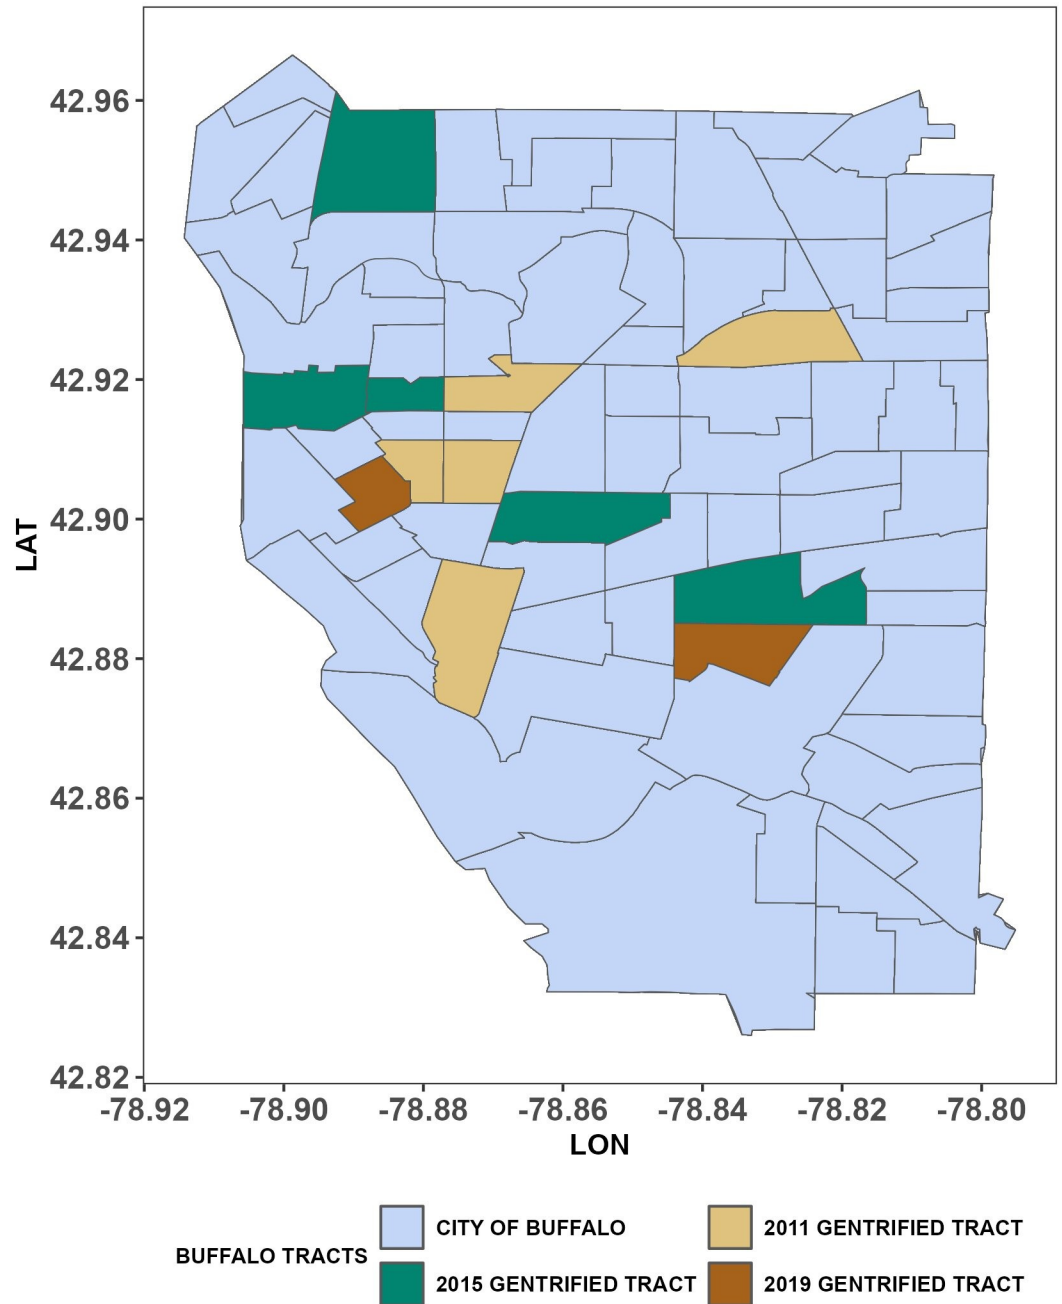 42.96
42.94
42.92
42.90
42.88
42.86
42.84
42.82
LAT
-78.92 -78.90 -78.88 -78.86 -78.84 -78.82 -78.80
LON
BUFFALO TRACTS
CITY OF BUFFALO
2011 GENTRIFIED TRACT
2015 GENTRIFIED TRACT
2019 GENTRIFIED TRACT